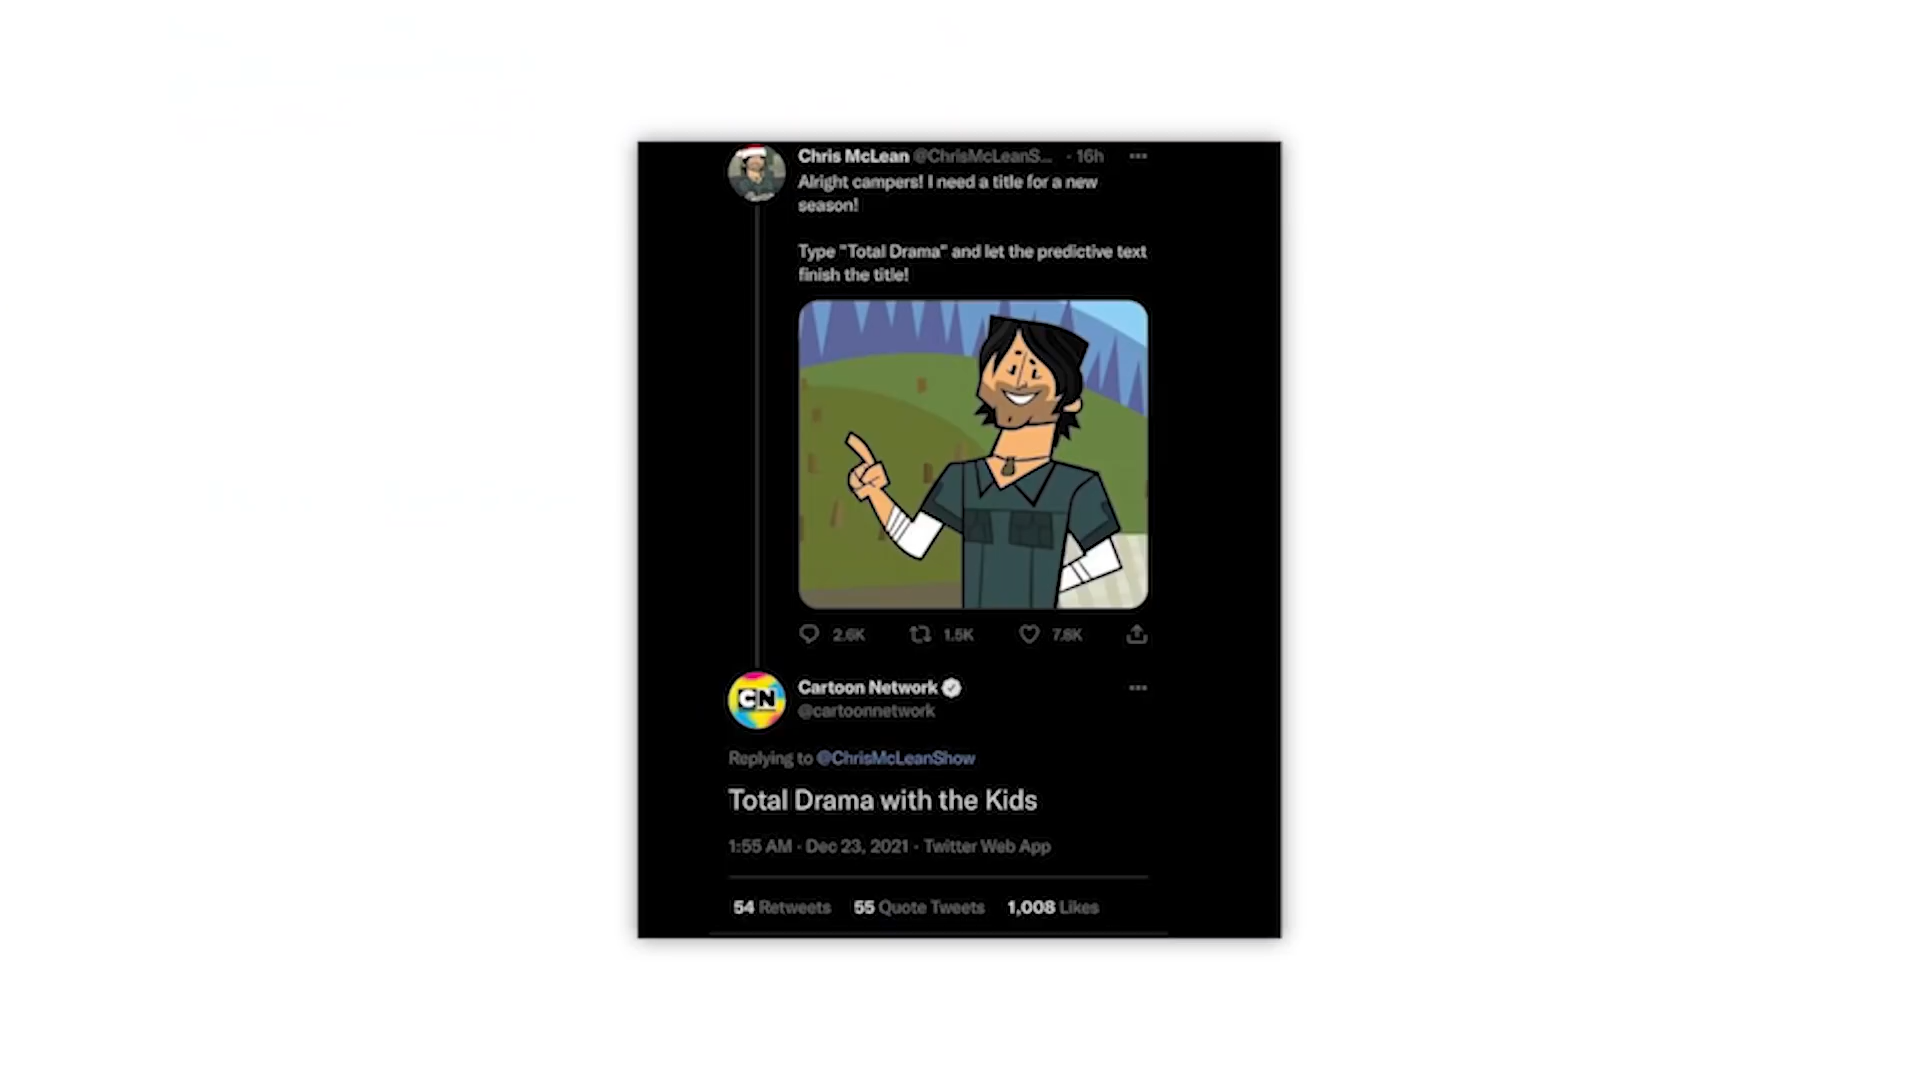 Chris McLean @ChrisMcLeanS... · 16h
Alright campers! I need a title for a new
season!
Type "Total Drama" and let the predictive text
finish the title!
2.6K 1.5K 7.8K
CN
Cartoon Network
@cartoonnetwork
Replying to @ChrisMcLeanShow
Total Drama with the Kids
1:55 AM · Dec 23, 2021 · Twitter Web App
54 Retweets 55 Quote Tweets 1,008 Likes